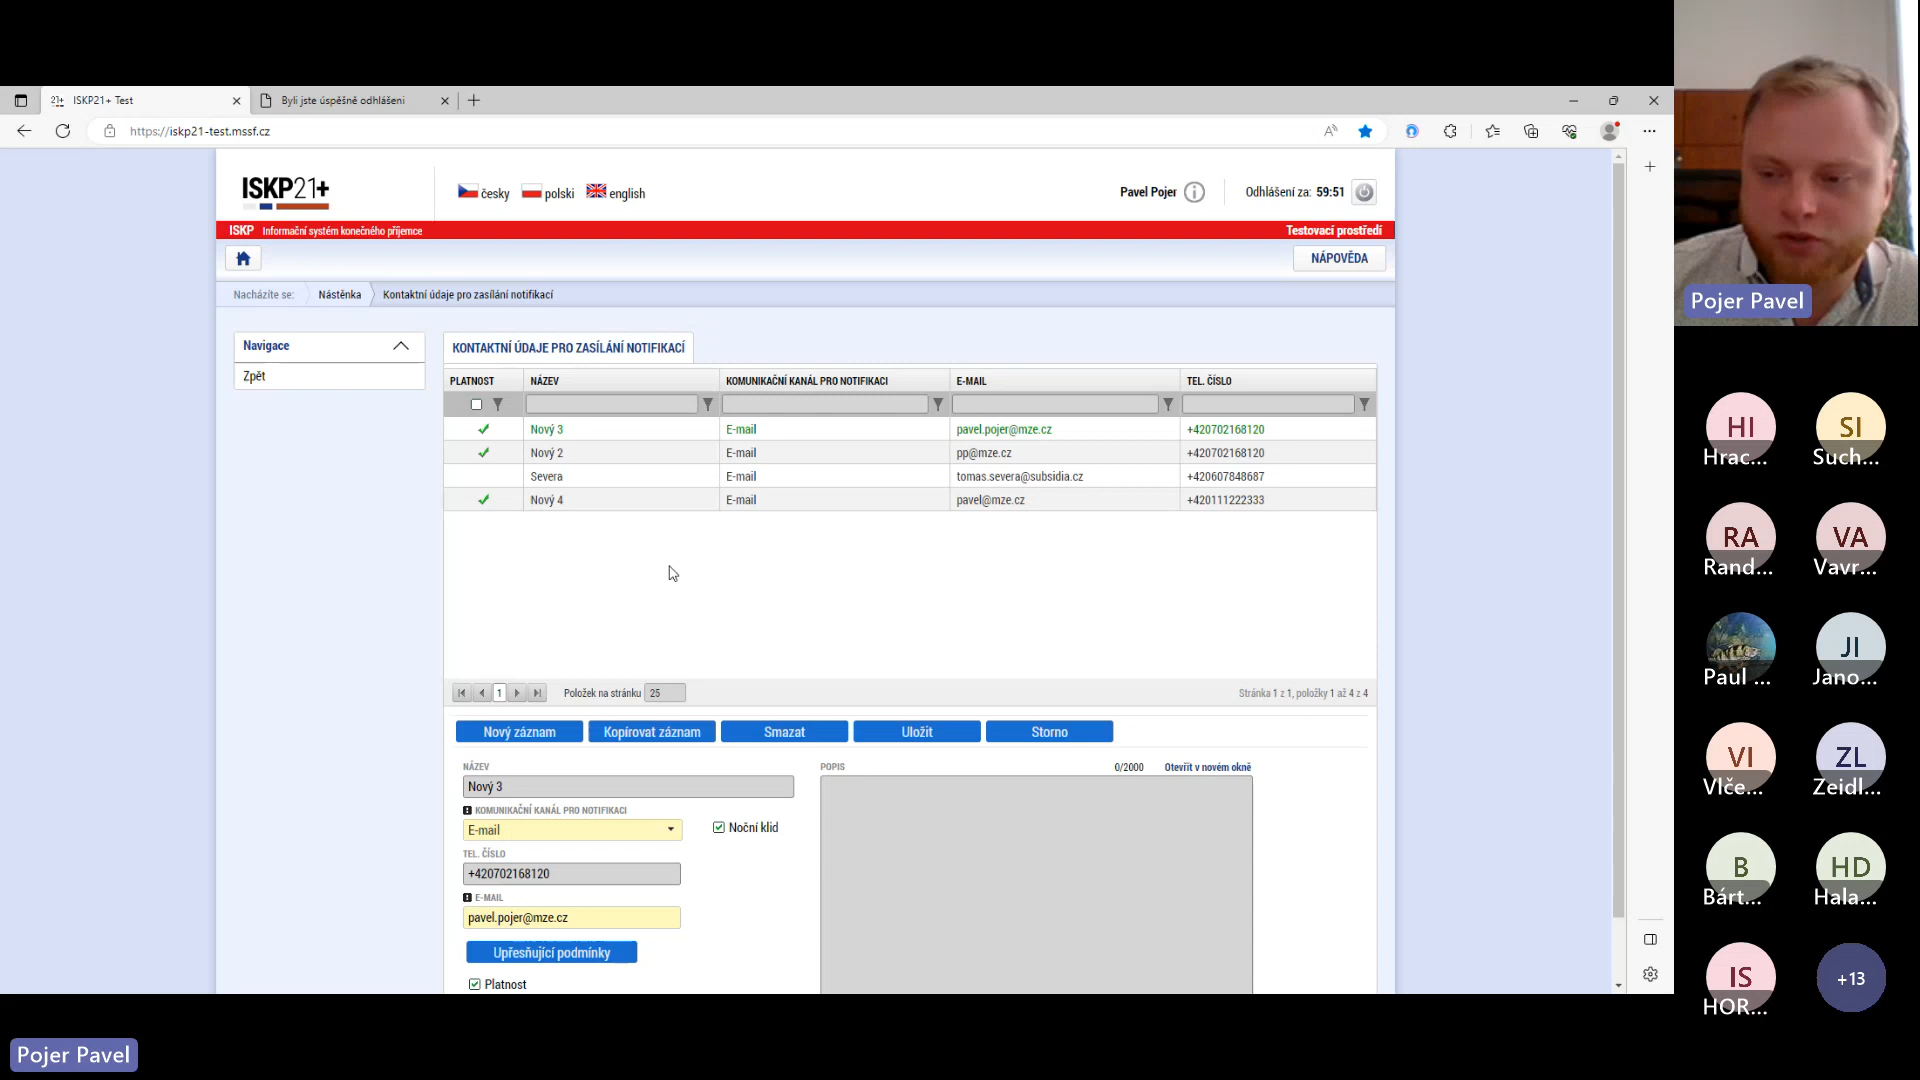 21+ ISKP21+ Test
Byli jste úspěšně odhlášeni
https://iskp21-test.mssf.cz
ISKP21+
česky polski english
Pavel Pojer
Odhlášení za: 59:51
ISKP Informační systém konečného příjemce
Testovací prostředí
NÁPOVĚDA
Nacházíte se: Nástěnka Kontaktní údaje pro zasílání notifikací
Navigace
Zpět
KONTAKTNÍ ÚDAJE PRO ZASÍLÁNÍ NOTIFIKACÍ
PLATNOST NÁZEV KOMUNIKAČNÍ KANÁL PRO NOTIFIKACI E-MAIL TEL. ČÍSLO
Nový 3 E-mail pavel.pojer@mze.cz +420702168120
Nový 2 E-mail pp@mze.cz +420702168120
Severa E-mail tomas.severa@subsidia.cz +420607848687
Nový 4 E-mail pavel@mze.cz +420111222333
1 Položek na stránku 25
Stránka 1 z 1, položky 1 až 4 z 4
Nový záznam Kopírovat záznam Smazat Uložit Storno
NÁZEV
Nový 3
KOMUNIKAČNÍ KANÁL PRO NOTIFIKACI
E-mail
Noční klid
TEL. ČÍSLO
+420702168120
E-MAIL
pavel.pojer@mze.cz
Upřesňující podmínky
Platnost
POPIS 0/2000 Otevřít v novém okně
Pojer Pavel
HI SI
Hrac... Such...
RA VA
Rand... Vavr...
JI
Paul ... Jano...
VI ZL
Vlče... Zeidl...
B HD
Bárt... Hala...
IS +13
HOR...
Pojer Pavel